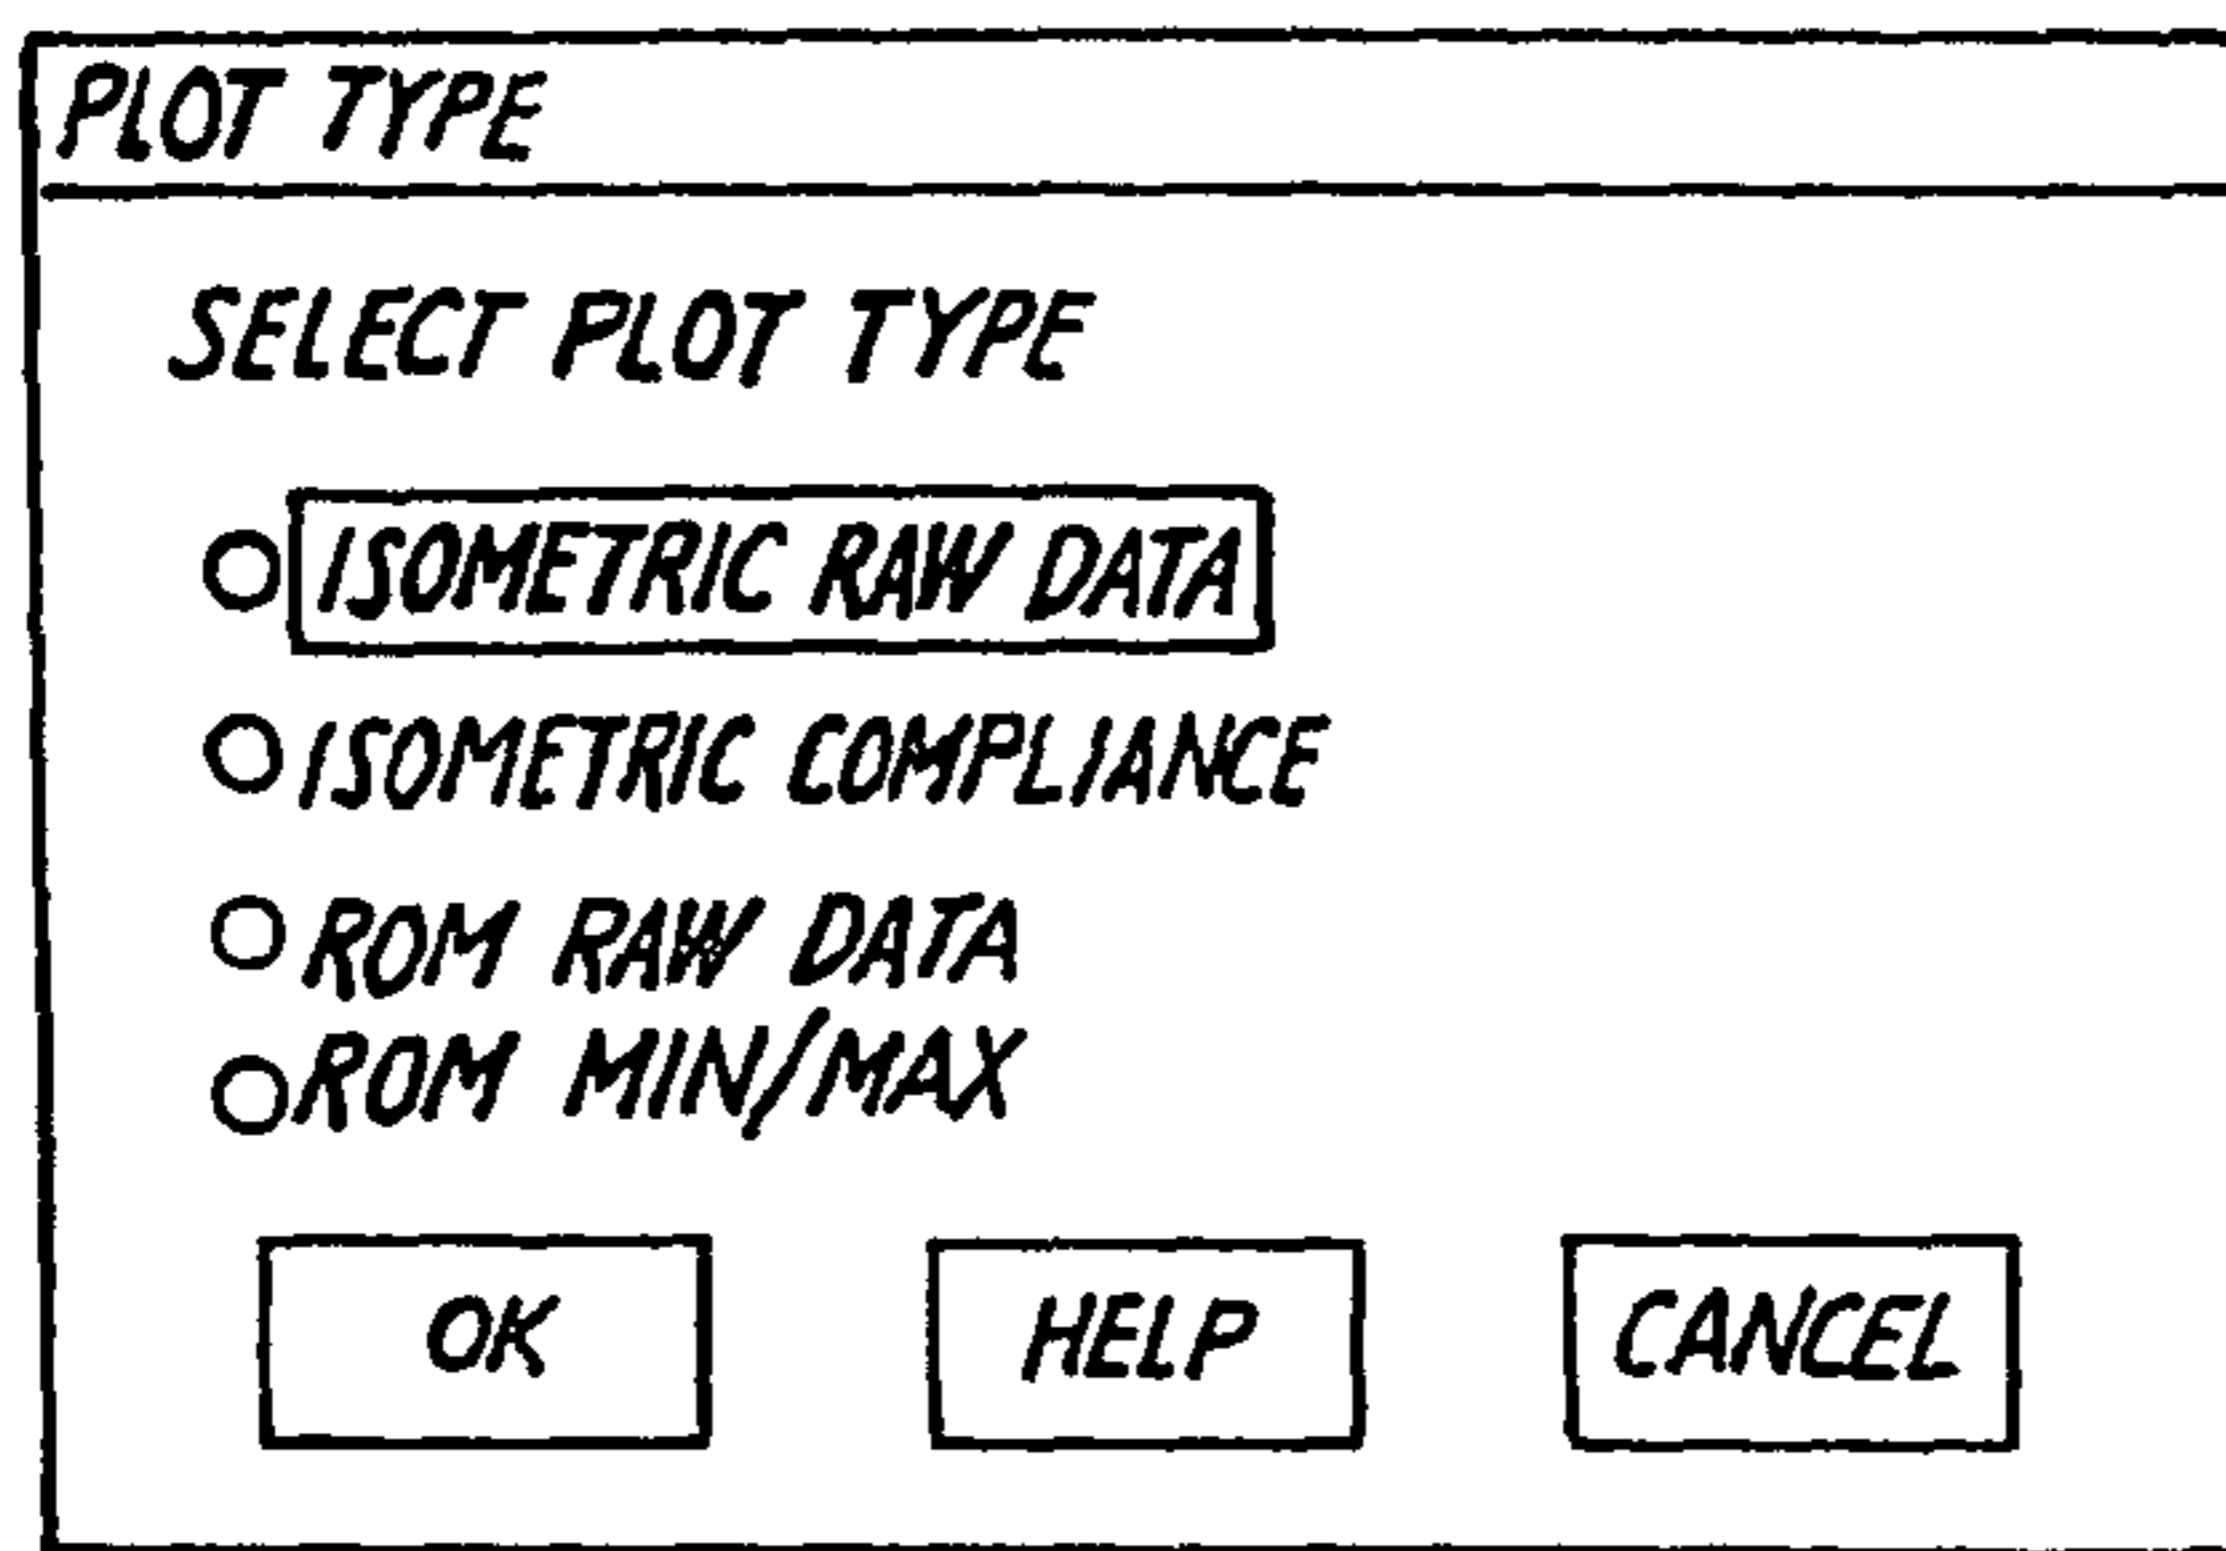 PLOT TYPE
SELECT PLOT TYPE
ISOMETRIC RAW DATA
ISOMETRIC COMPLIANCE
ROM RAW DATA
ROM MIN/MAX
OK HELP CANCEL